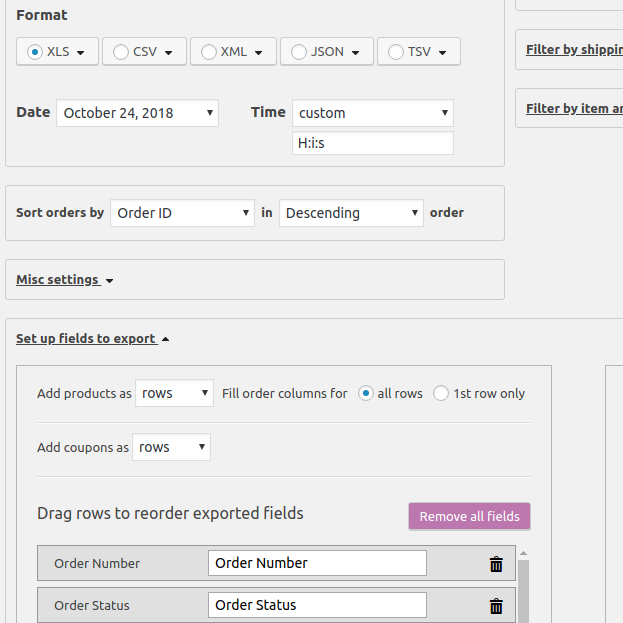 Format
XLS CSV XML JSON TSV
Date October 24, 2018 Time custom
H:i:s
Sort orders by Order ID in Descending order
Misc settings
Set up fields to export
Add products as rows Fill order columns for all rows 1st row only
Add coupons as rows
Drag rows to reorder exported fields Remove all fields
Order Number Order Number
Order Status Order Status
Filter by shippin
Filter by item an